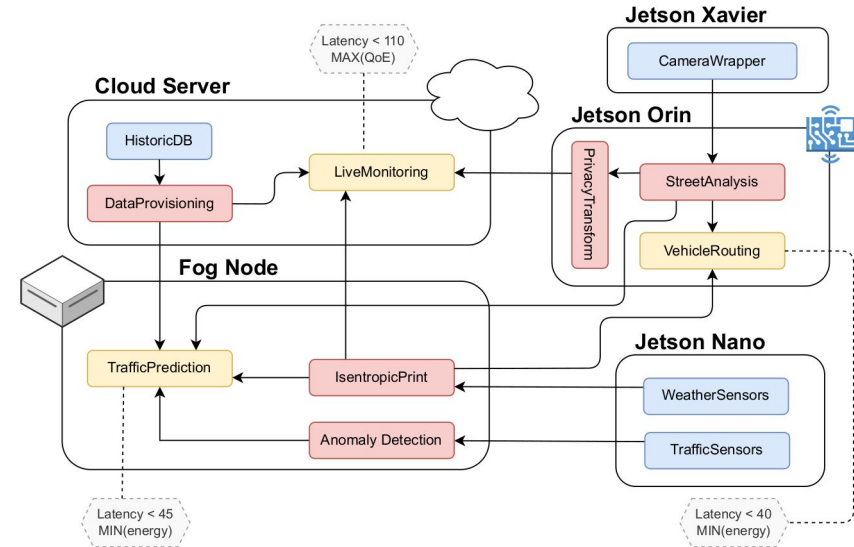 Jetson Xavier
Latency < 110
MAX(QoE)
CameraWrapper
Cloud Server
Jetson Orin
HistoricDB
LiveMonitoring
PrivacyTransform
StreetAnalysis
DataProvisioning
VehicleRouting
Fog Node
Jetson Nano
TrafficPrediction
IsentropicPrint
WeatherSensors
Anomaly Detection
TrafficSensors
Latency < 45
MIN(energy)
Latency < 40
MIN(energy)